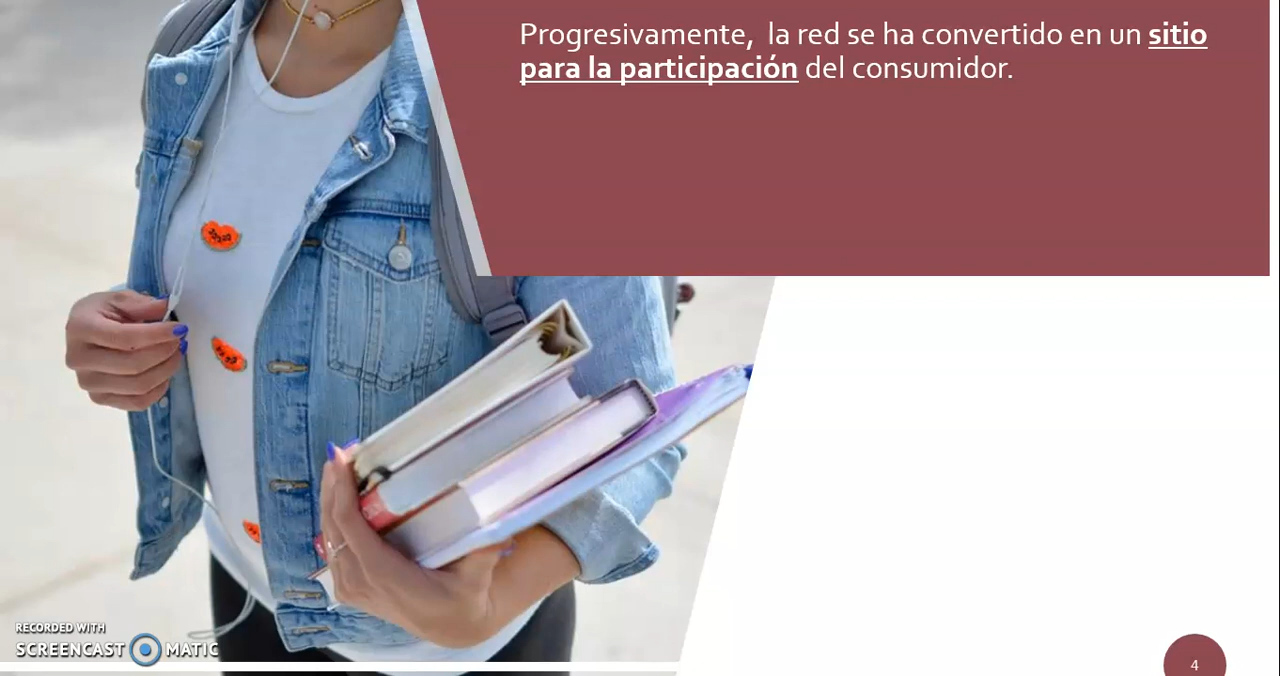 Progresivamente,  la red se ha convertido en un sitio
para la participación del consumidor.
RECORDED WITH
SCREENCAST MATIC
4